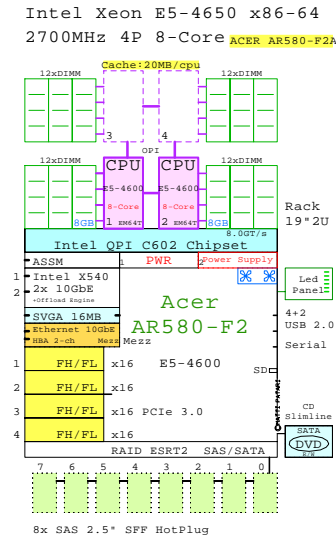 Intel Xeon E5-4650 x86-64
2700MHz 4P 8-Core ACER AR580-F2A
Cache:20MB/cpu
12xDIMM 12xDIMM
3 4
QPI
12xDIMM CPU CPU 12xDIMM
E5-4600 E5-4600
8-Core 8-Core
8GB 1 EM64T 2 EM64T 8GB
Rack
19"2U
8.0GT/s
Intel QPI C602 Chipset
ASSM 1 PWR 2 Power Supply
1 Intel X540
2 2x 10GbE
+Offload Engine
Led
Panel
SVGA 16MB
Ethernet 10GbE
HBA 2-ch Mezz Mezz
Acer
AR580-F2
4+2
USB 2.0
Serial
1 FH/FL x16 E5-4600
SD
2 FH/FL x16
3 FH/FL x16 PCIe 3.0
4 FH/FL x16
CD
Slimline
SATA
DVD
R/W
RAID ESRT2 SAS/SATA
7 6 5 4 3 2 1 0
8x SAS 2.5" SFF HotPlug